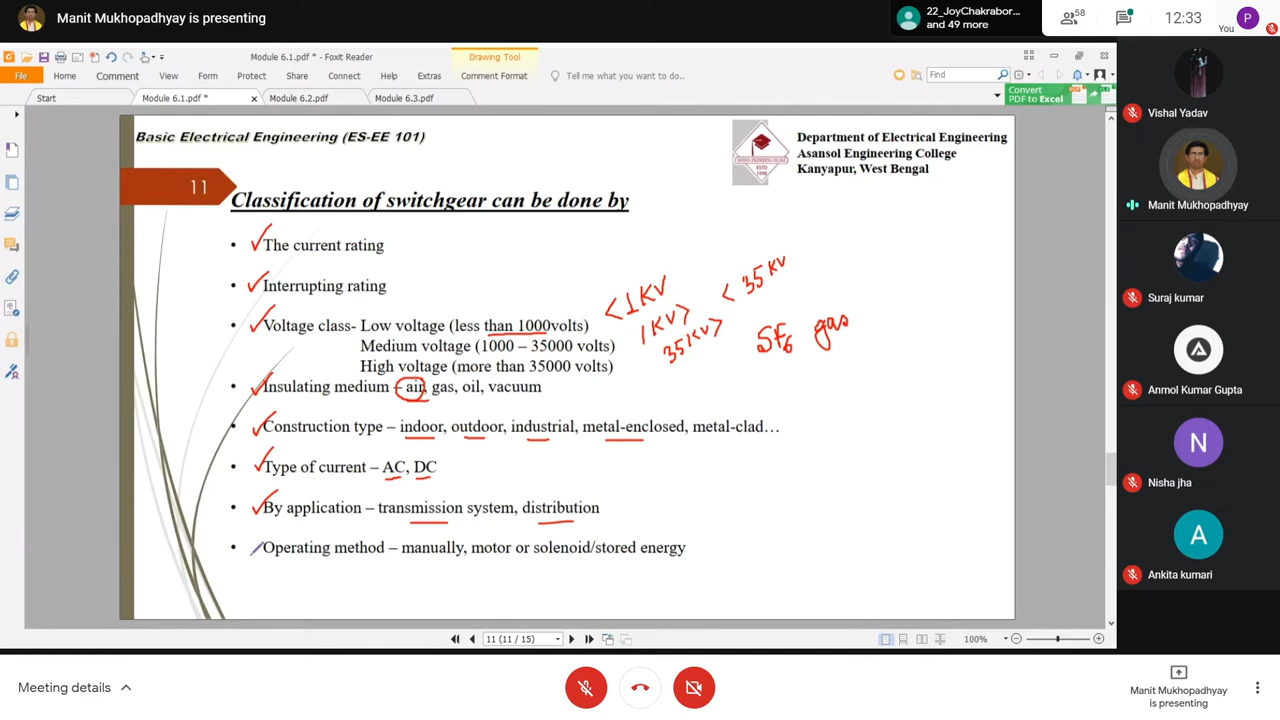 Manit Mukhopadhyay is presenting
22_JoyChakrabor...
and 49 more
58
12:33
You
P
Module 6.1.pdf * - Foxit Reader
Drawing Tool
File
Home
Comment
View
Form
Protect
Share
Connect
Help
Extras
Comment Format
Tell me what you want to do..
Find
Start
Module 6.1.pdf *
Module 6.2.pdf
Module 6.3.pdf
Convert
PDF to Excel
Basic Electrical Engineering (ES-EE 101)
Department of Electrical Engineering
Asansol Engineering College
Kanyapur, West Bengal
11
Classification of switchgear can be done by
• The current rating
• Interrupting rating
• Voltage class- Low voltage (less than 1000volts)
Medium voltage (1000 – 35000 volts)
High voltage (more than 35000 volts)
<1KV
1KV> <35KV
35KV>
SF6 gas
• Insulating medium – air, gas, oil, vacuum
• Construction type – indoor, outdoor, industrial, metal-enclosed, metal-clad…
• Type of current – AC, DC
• By application – transmission system, distribution
• Operating method – manually, motor or solenoid/stored energy
11 (11 / 15)
100%
Vishal Yadav
Manit Mukhopadhyay
Suraj kumar
Anmol Kumar Gupta
N
Nisha jha
A
Ankita kumari
Meeting details
Manit Mukhopadhyay
is presenting